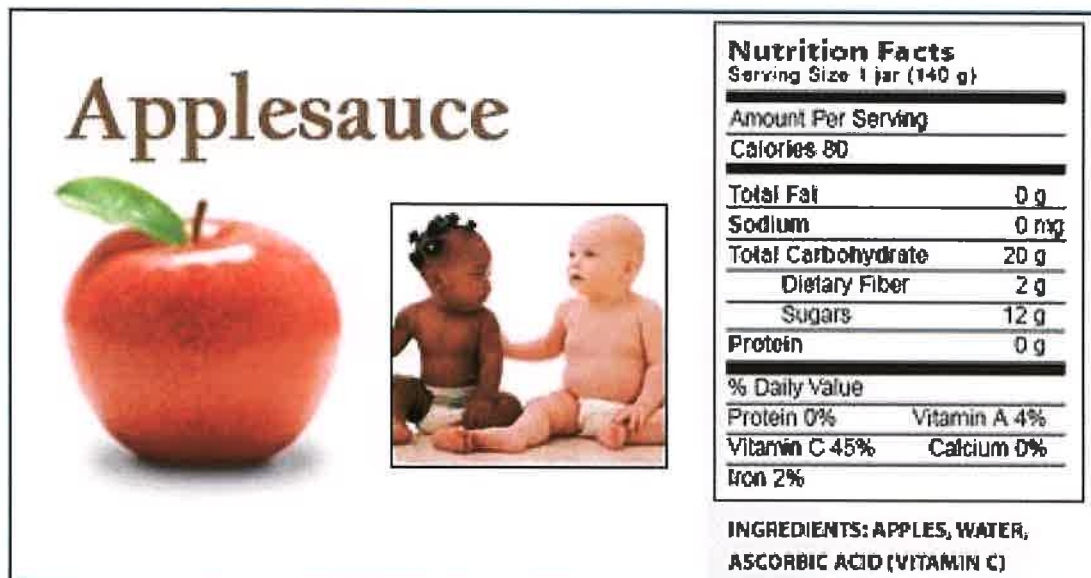 Applesauce
Nutrition Facts
Serving Size 1 jar (140 g)
Amount Per Serving
Calories 80
Total Fat 0 g
Sodium 0 mg
Total Carbohydrate 20 g
Dietary Fiber 2 g
Sugars 12 g
Protein 0 g
% Daily Value
Protein 0% Vitamin A 4%
Vitamin C 45% Calcium 0%
Iron 2%
INGREDIENTS: APPLES, WATER,
ASCORBIC ACID (VITAMIN C)